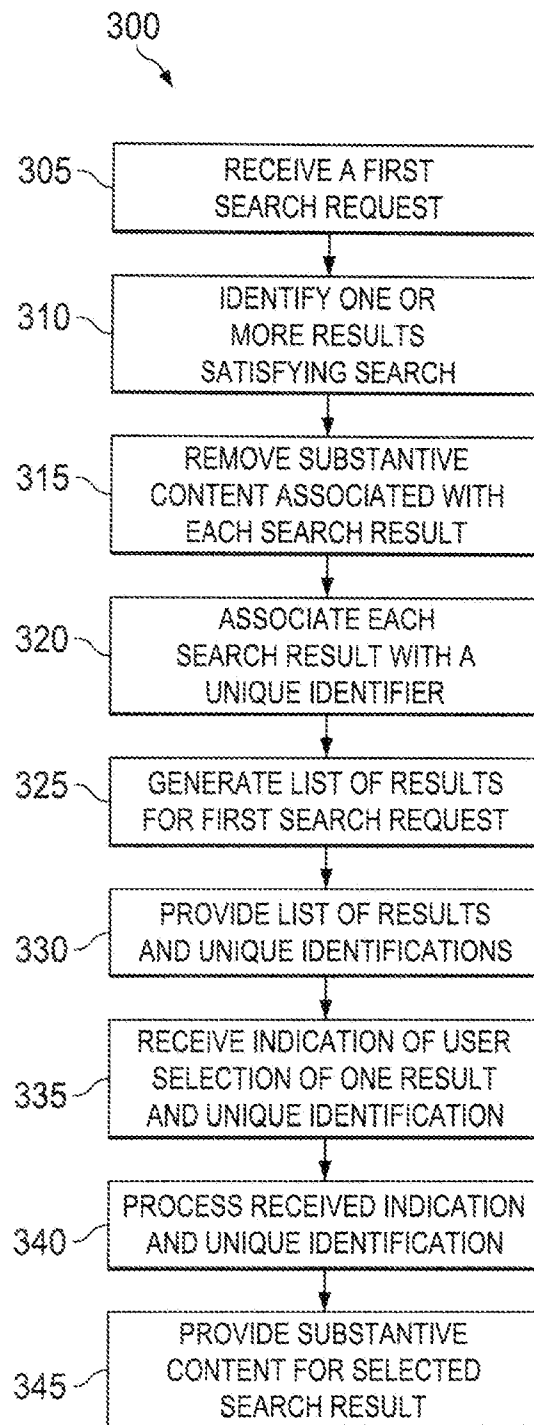 300
305
RECEIVE A FIRST
SEARCH REQUEST
310
IDENTIFY ONE OR
MORE RESULTS
SATISFYING SEARCH
315
REMOVE SUBSTANTIVE
CONTENT ASSOCIATED WITH
EACH SEARCH RESULT
320
ASSOCIATE EACH
SEARCH RESULT WITH A
UNIQUE IDENTIFIER
325
GENERATE LIST OF RESULTS
FOR FIRST SEARCH REQUEST
330
PROVIDE LIST OF RESULTS
AND UNIQUE IDENTIFICATIONS
335
RECEIVE INDICATION OF USER
SELECTION OF ONE RESULT
AND UNIQUE IDENTIFICATION
340
PROCESS RECEIVED INDICATION
AND UNIQUE IDENTIFICATION
345
PROVIDE SUBSTANTIVE
CONTENT FOR SELECTED
SEARCH RESULT